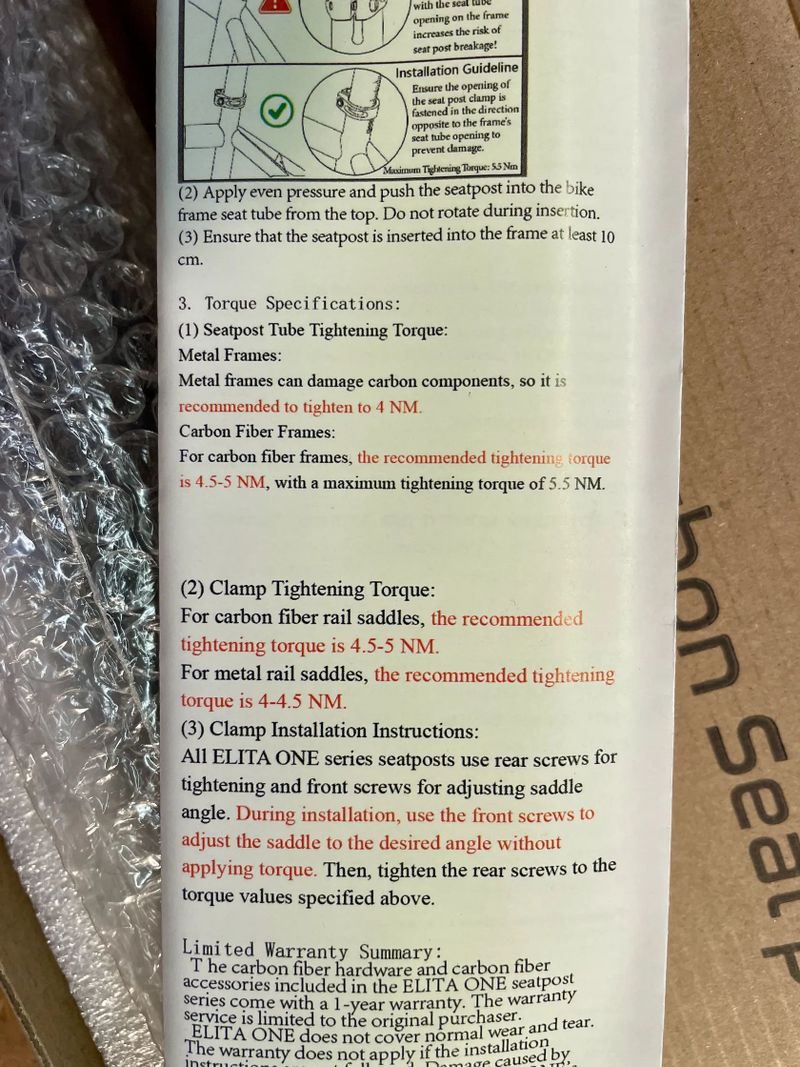 with the seat tube
opening on the frame
increases the risk of
seat post breakage!
Installation Guideline
Ensure the opening of
the seat post clamp is
fastened in the direction
opposite to the frame's
seat tube opening to
prevent damage.
Maximum Tightening Torque: 5.5 Nm
(2) Apply even pressure and push the seatpost into the bike
frame seat tube from the top. Do not rotate during insertion.
(3) Ensure that the seatpost is inserted into the frame at least 10
cm.
3. Torque Specifications:
(1) Seatpost Tube Tightening Torque:
Metal Frames:
Metal frames can damage carbon components, so it is
recommended to tighten to 4 NM.
Carbon Fiber Frames:
For carbon fiber frames, the recommended tightening torque
is 4.5-5 NM, with a maximum tightening torque of 5.5 NM.
(2) Clamp Tightening Torque:
For carbon fiber rail saddles, the recommended
tightening torque is 4.5-5 NM.
For metal rail saddles, the recommended tightening
torque is 4-4.5 NM.
(3) Clamp Installation Instructions:
All ELITA ONE series seatposts use rear screws for
tightening and front screws for adjusting saddle
angle. During installation, use the front screws to
adjust the saddle to the desired angle without
applying torque. Then, tighten the rear screws to the
torque values specified above.
Limited Warranty Summary:
T he carbon fiber hardware and carbon fiber
accessories included in the ELITA ONE seatpost
series come with a 1-year warranty. The warranty
service is limited to the original purchaser.
ELITA ONE does not cover normal wear and tear.
The warranty does not apply if the installation
Damage caused by
bon Seat P